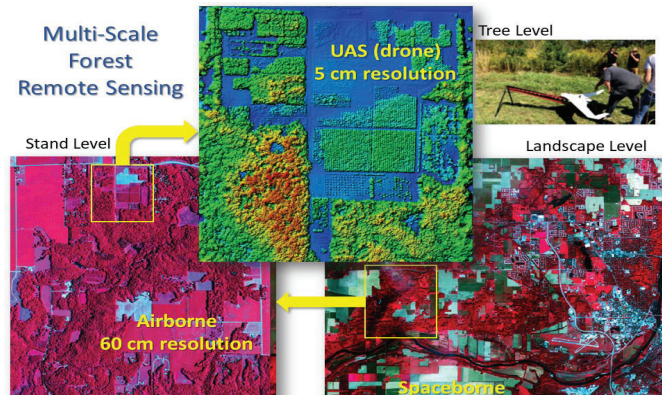 Multi-Scale
Forest
Remote Sensing
UAS (drone)
5 cm resolution
Tree Level
Stand Level
Landscape Level
Airborne
60 cm resolution
Spaceborne